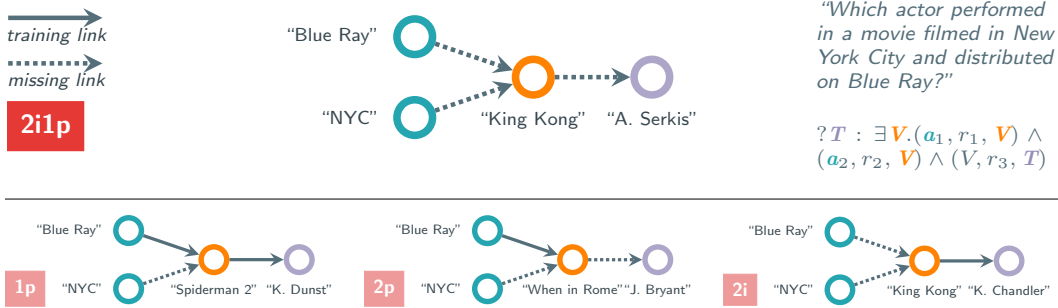 training link
missing link
2i1p
“Blue Ray”
“NYC”
“King Kong”
“A. Serkis”
“Which actor performed
in a movie filmed in New
York City and distributed
on Blue Ray?”
?T : ∃V.(a₁, r₁, V) ∧
(a₂, r₂, V) ∧ (V, r₃, T)
“Blue Ray”
“NYC”
“Spiderman 2”
“K. Dunst”
1p
“Blue Ray”
“NYC”
“When in Rome”
“J. Bryant”
2p
“Blue Ray”
“NYC”
“King Kong”
“K. Chandler”
2i